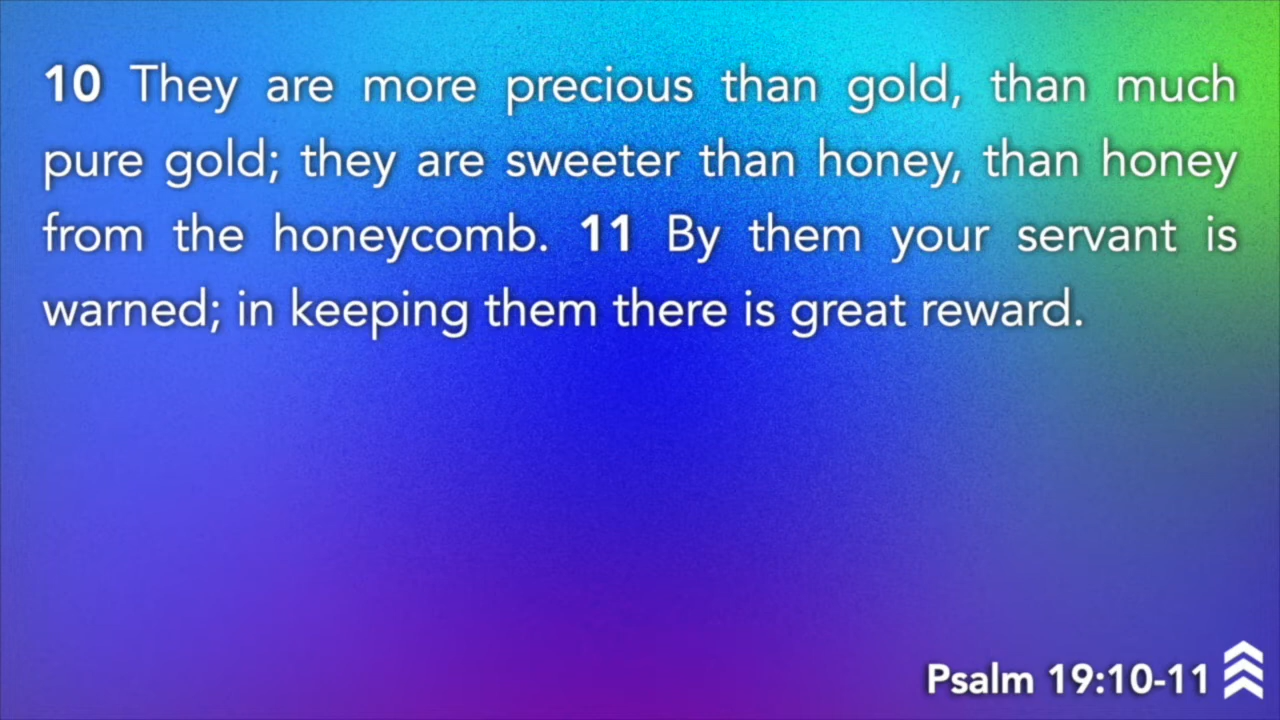 10 They are more precious than gold, than much
pure gold; they are sweeter than honey, than honey
from the honeycomb. 11 By them your servant is
warned; in keeping them there is great reward.
Psalm 19:10-11